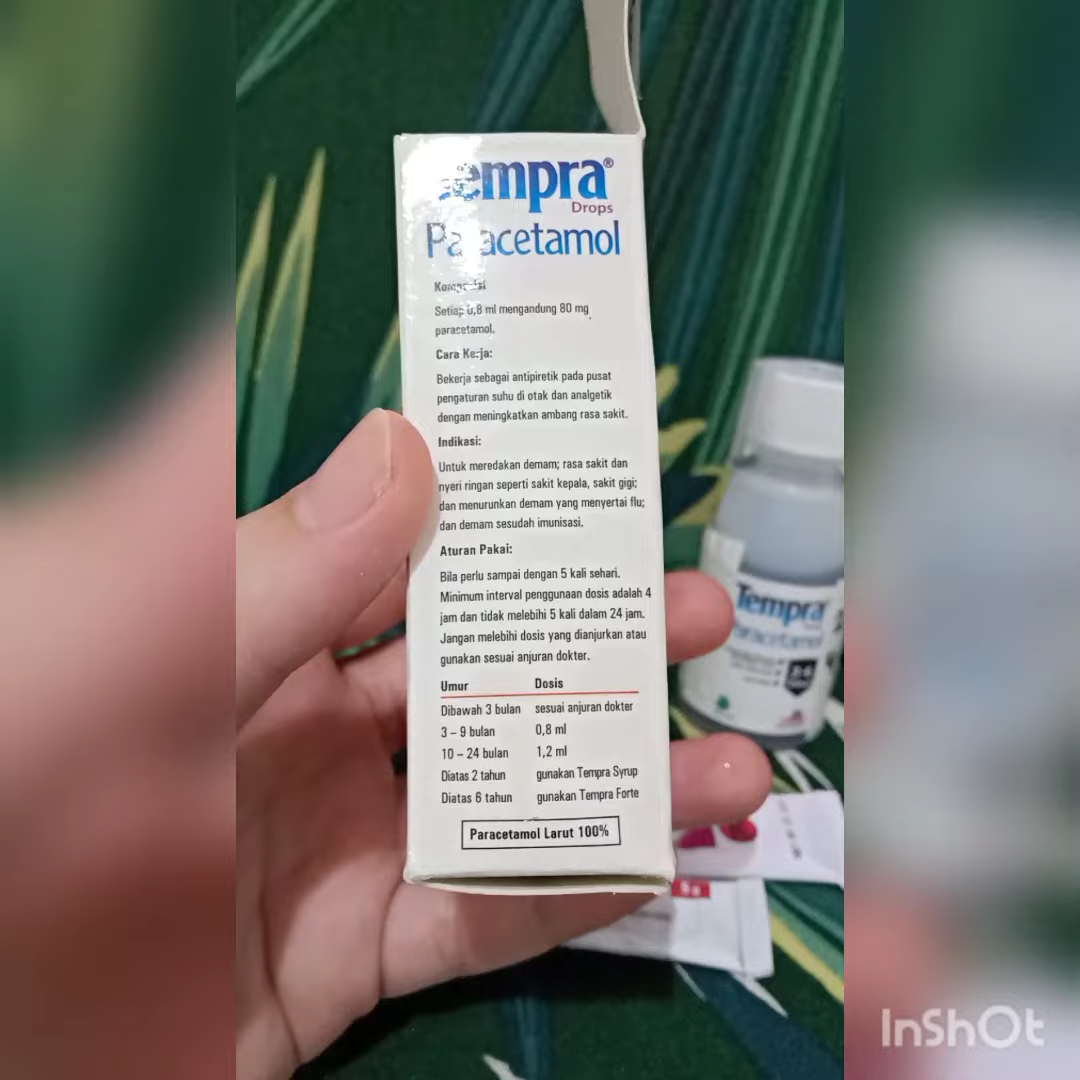 Tempra®
Drops
Paracetamol
Komposisi
Setiap 0,8 ml mengandung 80 mg
paracetamol.
Cara Kerja:
Bekerja sebagai antipiretik pada pusat
pengaturan suhu di otak dan analgetik
dengan meningkatkan ambang rasa sakit.
Indikasi:
Untuk meredakan demam; rasa sakit dan
nyeri ringan seperti sakit kepala, sakit gigi;
dan menurunkan demam yang menyertai flu;
dan demam sesudah imunisasi.
Aturan Pakai:
Bila perlu sampai dengan 5 kali sehari.
Minimum interval penggunaan dosis adalah 4
jam dan tidak melebihi 5 kali dalam 24 jam.
Jangan melebihi dosis yang dianjurkan atau
gunakan sesuai anjuran dokter.
Umur Dosis
Dibawah 3 bulan sesuai anjuran dokter
3 – 9 bulan 0,8 ml
10 – 24 bulan 1,2 ml
Diatas 2 tahun gunakan Tempra Syrup
Diatas 6 tahun gunakan Tempra Forte
Paracetamol Larut 100%
Tempra
Paracetamol
InShOt